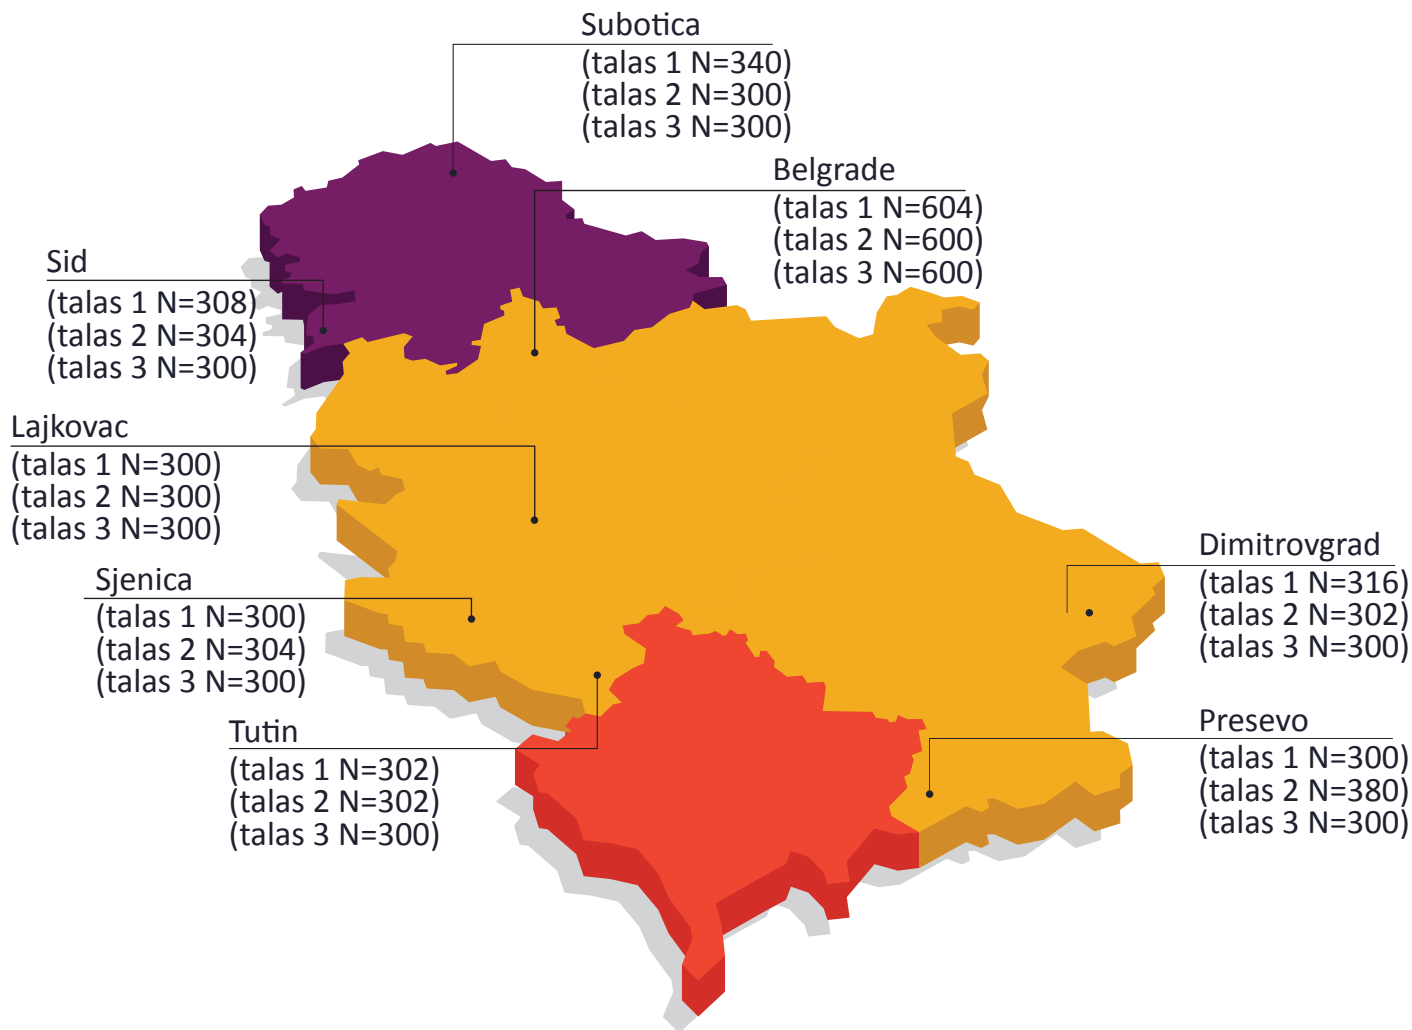 Subotica
(talas 1 N=340)
(talas 2 N=300)
(talas 3 N=300)
Belgrade
(talas 1 N=604)
(talas 2 N=600)
(talas 3 N=600)
Sid
(talas 1 N=308)
(talas 2 N=304)
(talas 3 N=300)
Lajkovac
(talas 1 N=300)
(talas 2 N=300)
(talas 3 N=300)
Dimitrovgrad
(talas 1 N=316)
(talas 2 N=302)
(talas 3 N=300)
Sjenica
(talas 1 N=300)
(talas 2 N=304)
(talas 3 N=300)
Tutin
(talas 1 N=302)
(talas 2 N=302)
(talas 3 N=300)
Presevo
(talas 1 N=300)
(talas 2 N=380)
(talas 3 N=300)